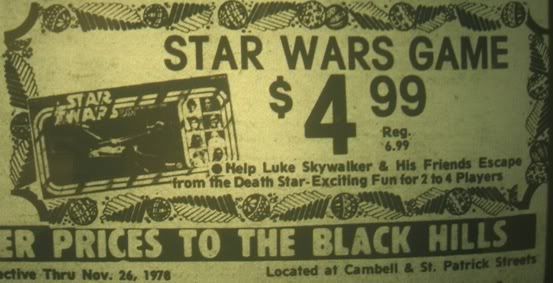 STAR WARS GAME
STAR
WARS
$4.99
Reg.
6.99
Help Luke Skywalker & His Friends Escape
from the Death Star-Exciting Fun for 2 to 4 Players
ER PRICES TO THE BLACK HILLS
ective Thru Nov. 26, 1978
Located at Cambell & St. Patrick Streets